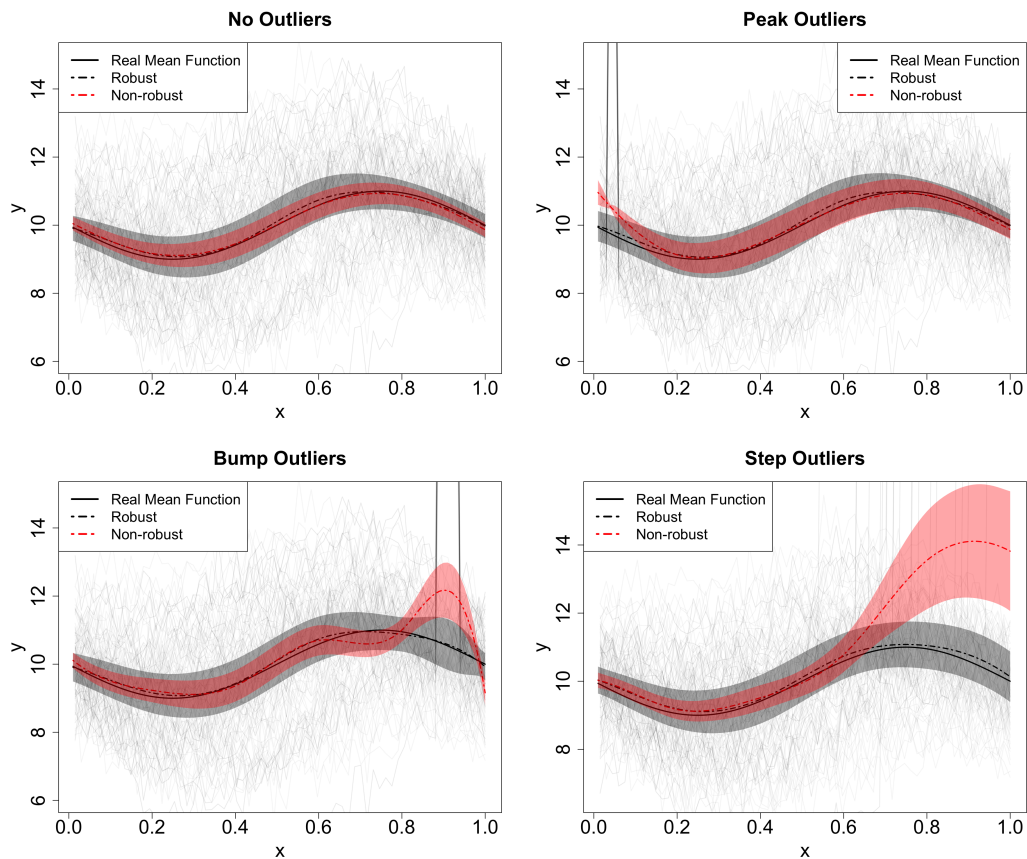 No Outliers
Real Mean Function
Robust
Non-robust
y
14
12
10
8
6
0.0 0.2 0.4 0.6 0.8 1.0
x
Peak Outliers
Real Mean Function
Robust
Non-robust
y
14
12
10
8
6
0.0 0.2 0.4 0.6 0.8 1.0
x
Bump Outliers
Real Mean Function
Robust
Non-robust
y
14
12
10
8
6
0.0 0.2 0.4 0.6 0.8 1.0
x
Step Outliers
Real Mean Function
Robust
Non-robust
y
14
12
10
8
0.0 0.2 0.4 0.6 0.8 1.0
x